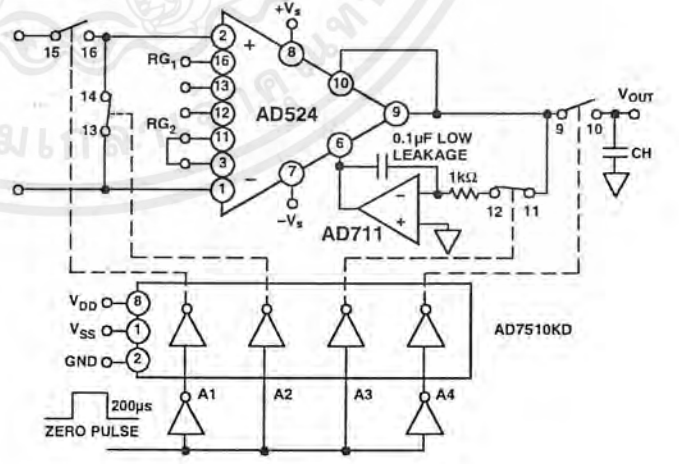 +Vs
15
16
2
+
8
RG1
16
10
14
13
VOUT
12
AD524
9
9
10
13
RG2
11
6
0.1µF LOW
LEAKAGE
CH
3
7
1kΩ
1
−
−
12
11
−Vs
+
AD711
VDD
8
VSS
1
AD7510KD
GND
2
200µs
A1
A2
A3
A4
ZERO PULSE